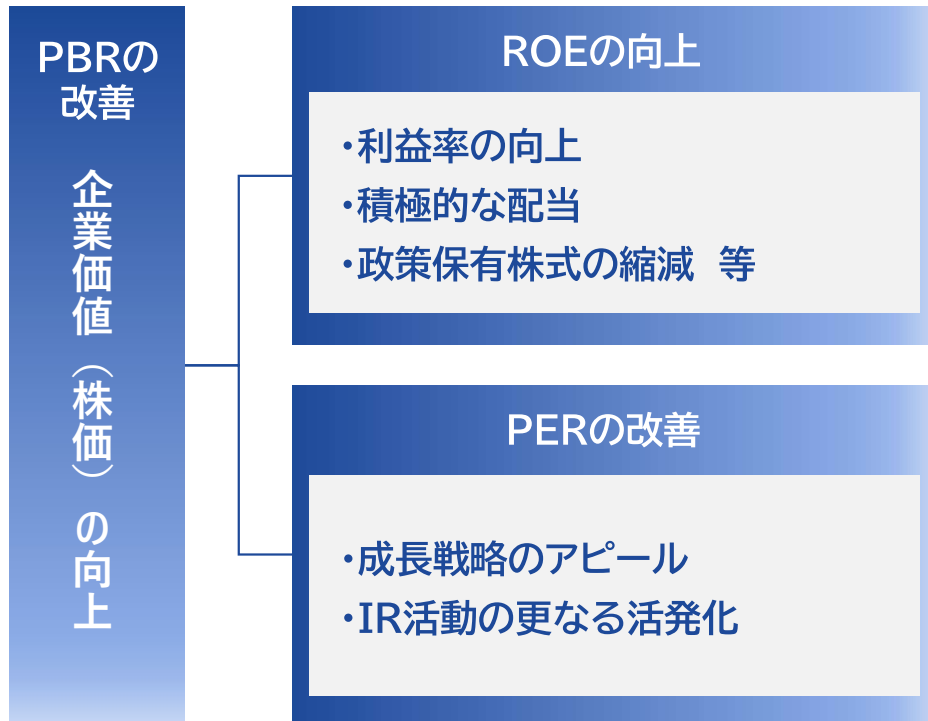 PBRの
改善
企業価値（株価）の向上
ROEの向上
・利益率の向上
・積極的な配当
・政策保有株式の縮減　等
PERの改善
・成長戦略のアピール
・IR活動の更なる活発化